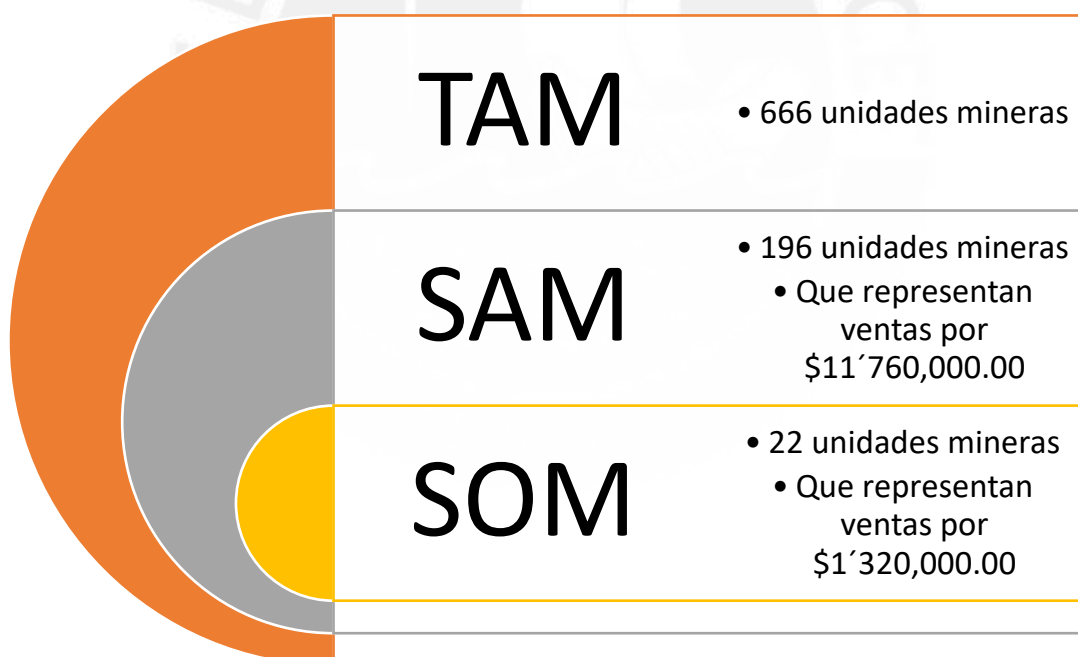 TAM
• 666 unidades mineras
SAM
• 196 unidades mineras
• Que representan
ventas por
$11´760,000.00
SOM
• 22 unidades mineras
• Que representan
ventas por
$1´320,000.00